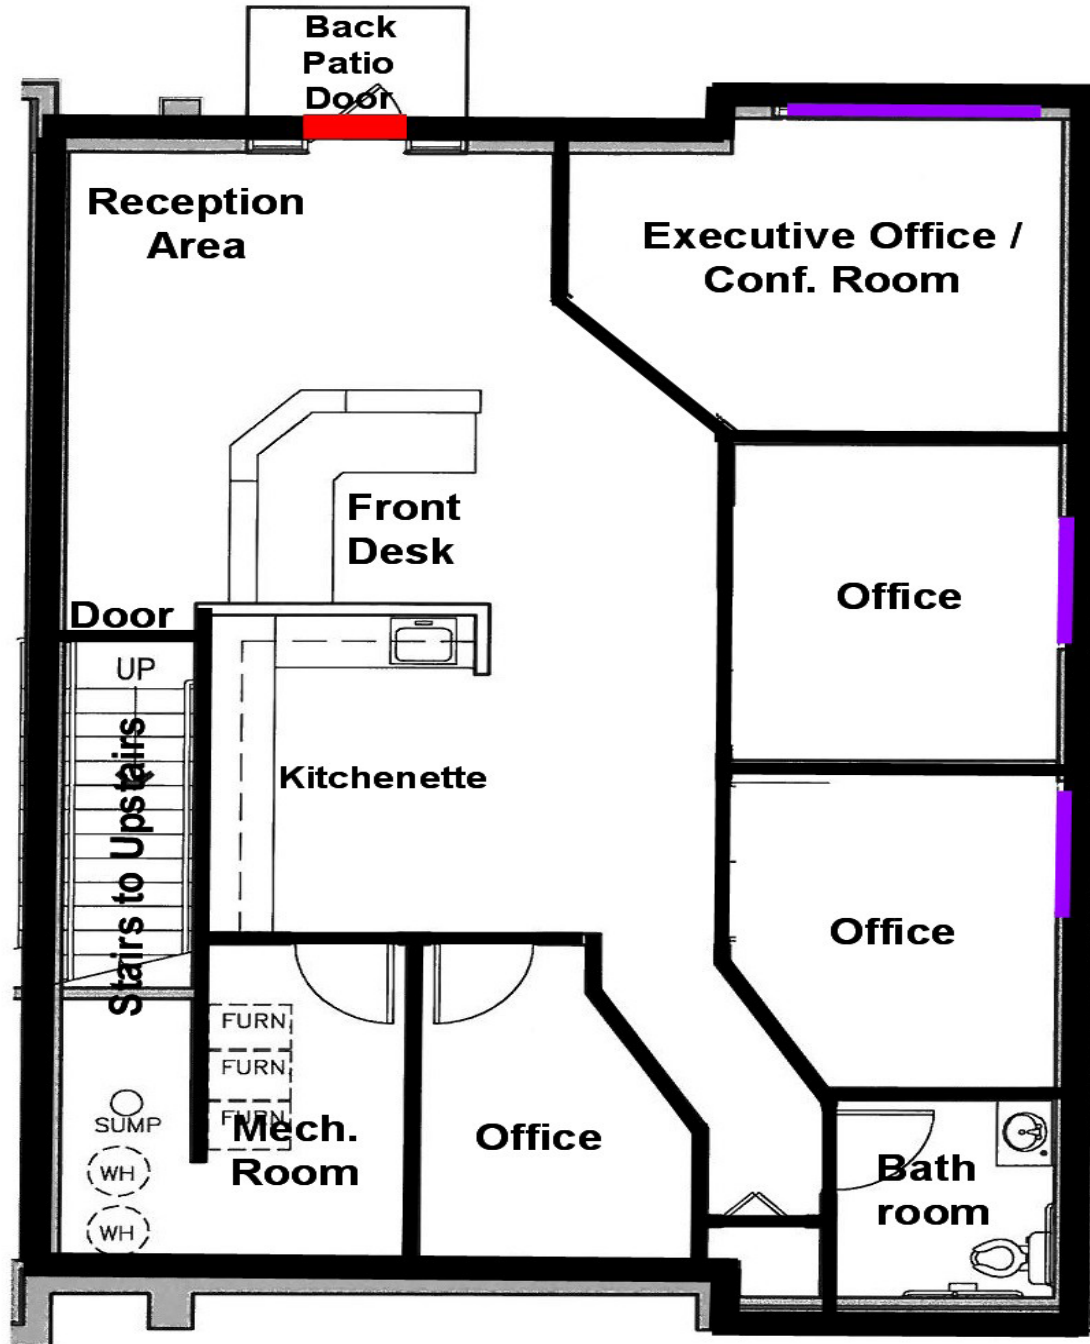 Back
Patio
Door
Reception
Area
Executive Office /
Conf. Room
Front
Desk
Office
Door
UP
Stairs to Upstairs
Kitchenette
Office
FURN
FURN
FURN
SUMP
Mech.
Room
WH
WH
Office
Bath
room